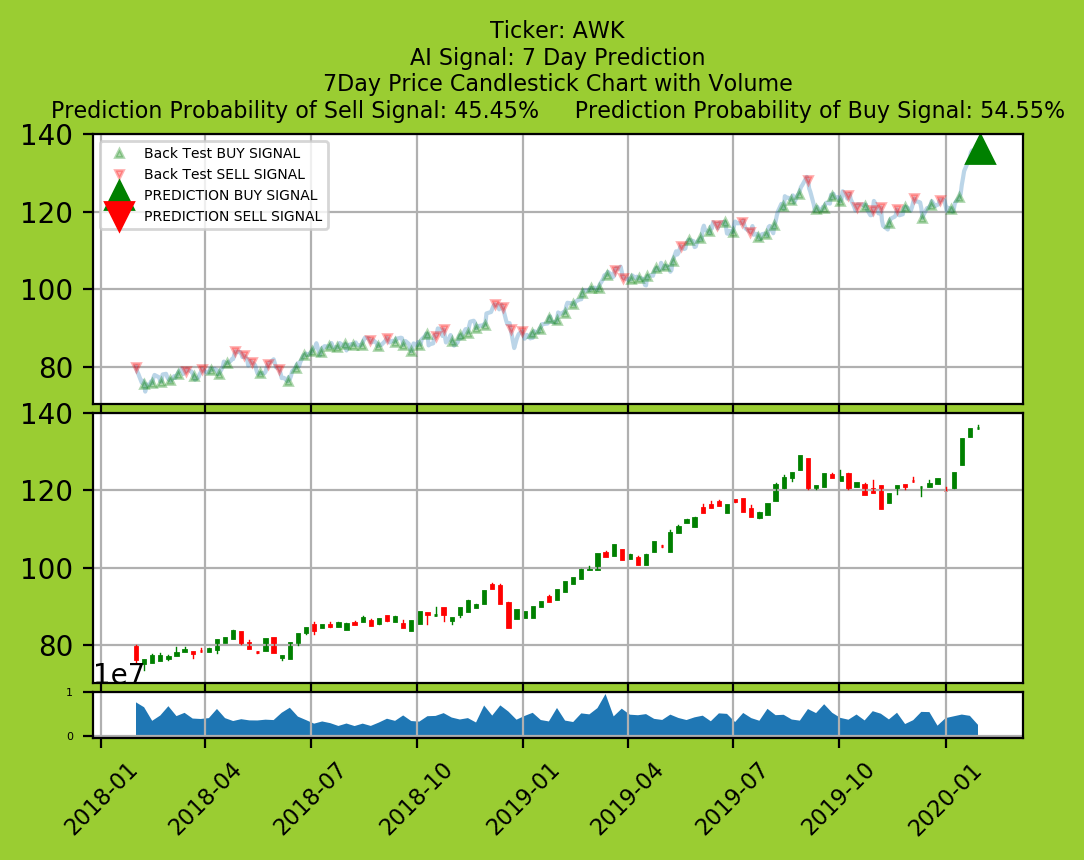 Ticker: AWK
AI Signal: 7 Day Prediction
7Day Price Candlestick Chart with Volume
Prediction Probability of Sell Signal: 45.45%     Prediction Probability of Buy Signal: 54.55%
140
120
100
80
Back Test BUY SIGNAL
Back Test SELL SIGNAL
PREDICTION BUY SIGNAL
PREDICTION SELL SIGNAL
140
120
100
80
1e7
1
0
2018-01
2018-04
2018-07
2018-10
2019-01
2019-04
2019-07
2019-10
2020-01